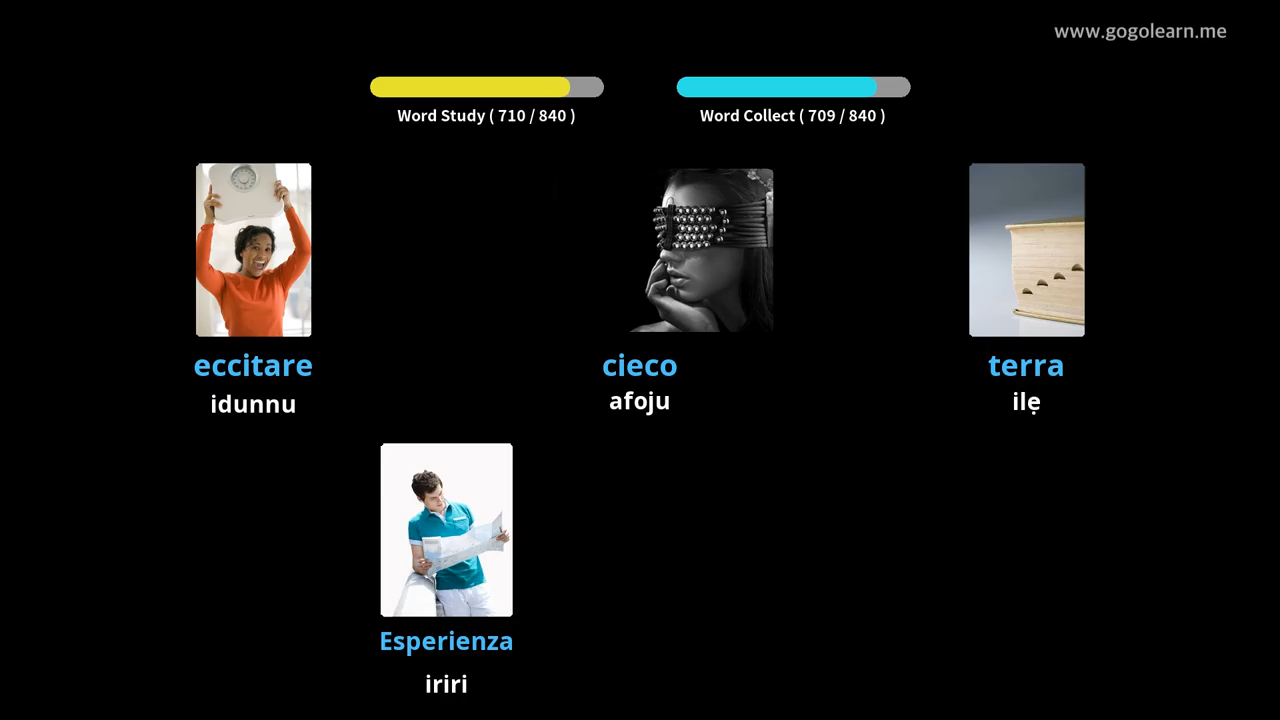 www.gogolearn.me
Word Study ( 710 / 840 )
Word Collect ( 709 / 840 )
eccitare
idunnu
cieco
afoju
terra
ilẹ
Esperienza
iriri